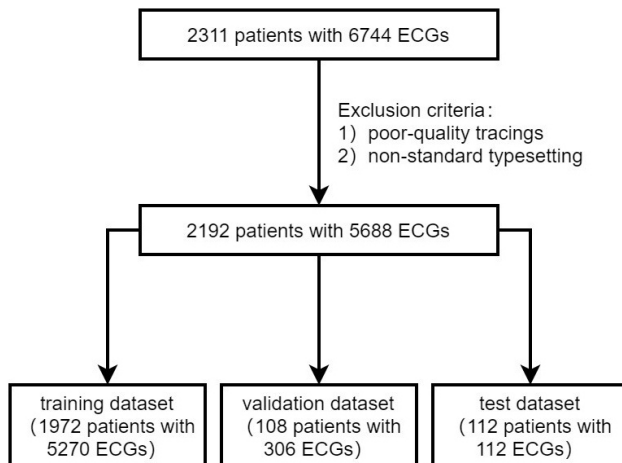 2311 patients with 6744 ECGs
Exclusion criteria：
1）poor-quality tracings
2）non-standard typesetting
2192 patients with 5688 ECGs
training dataset
（1972 patients with
5270 ECGs）
validation dataset
（108 patients with
306 ECGs）
test dataset
（112 patients with
112 ECGs）